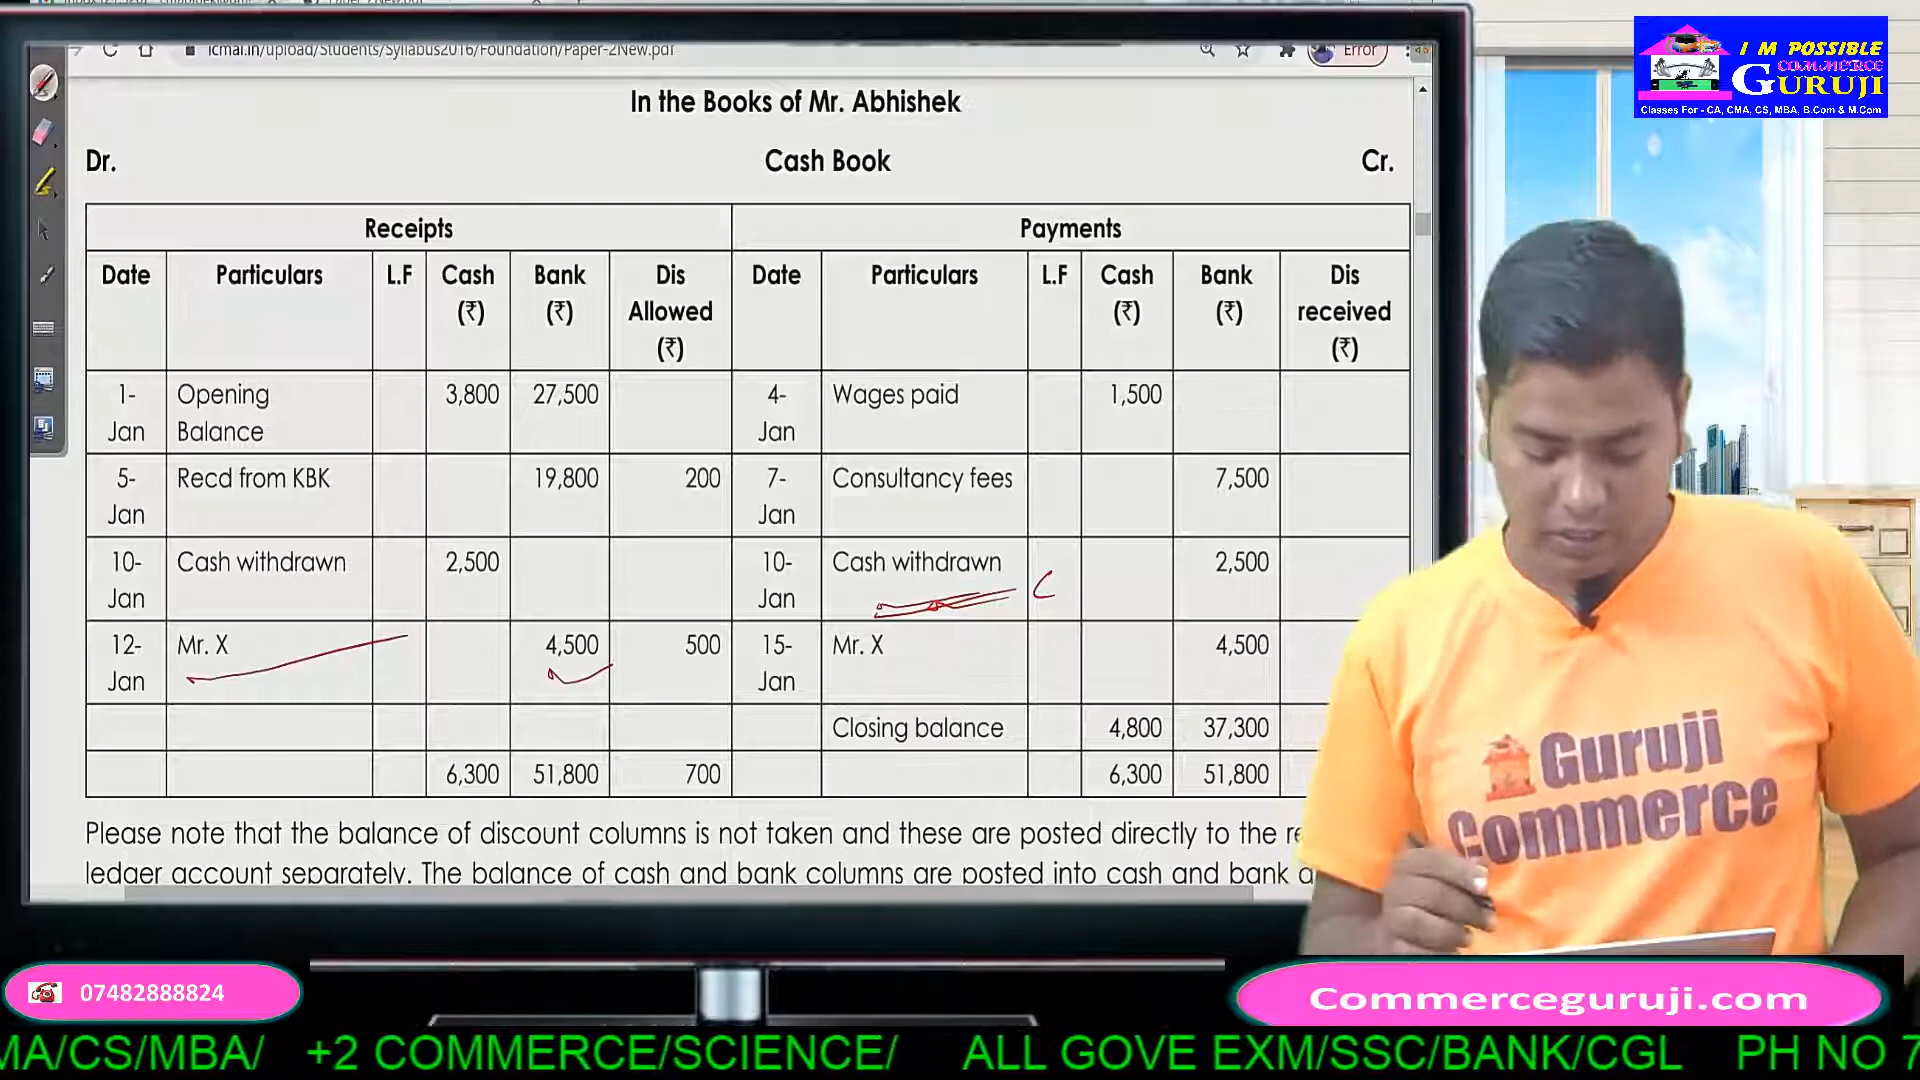 icmai.in/upload/Students/Syllabus2016/Foundation/Paper-2New.pdf
Error
I M POSSIBLE
COMMERCE
GURUJI
Classes For - CA, CMA, CS, MBA, B.Com & M.Com
In the Books of Mr. Abhishek
Dr. Cash Book Cr.
Receipts Payments
Date Particulars L.F Cash (₹) Bank (₹) Dis Allowed (₹) Date Particulars L.F Cash (₹) Bank (₹) Dis received (₹)
1-Jan Opening Balance 3,800 27,500 4-Jan Wages paid 1,500
5-Jan Recd from KBK 19,800 200 7-Jan Consultancy fees 7,500
10-Jan Cash withdrawn 2,500 10-Jan Cash withdrawn C 2,500
12-Jan Mr. X 4,500 500 15-Jan Mr. X 4,500
Closing balance 4,800 37,300
6,300 51,800 700 6,300 51,800
Please note that the balance of discount columns is not taken and these are posted directly to the re
ledger account separately. The balance of cash and bank columns are posted into cash and bank a
Guruji
Commerce
07482888824
Commerceguruji.com
MA/CS/MBA/ +2 COMMERCE/SCIENCE/ ALL GOVE EXM/SSC/BANK/CGL PH NO 7